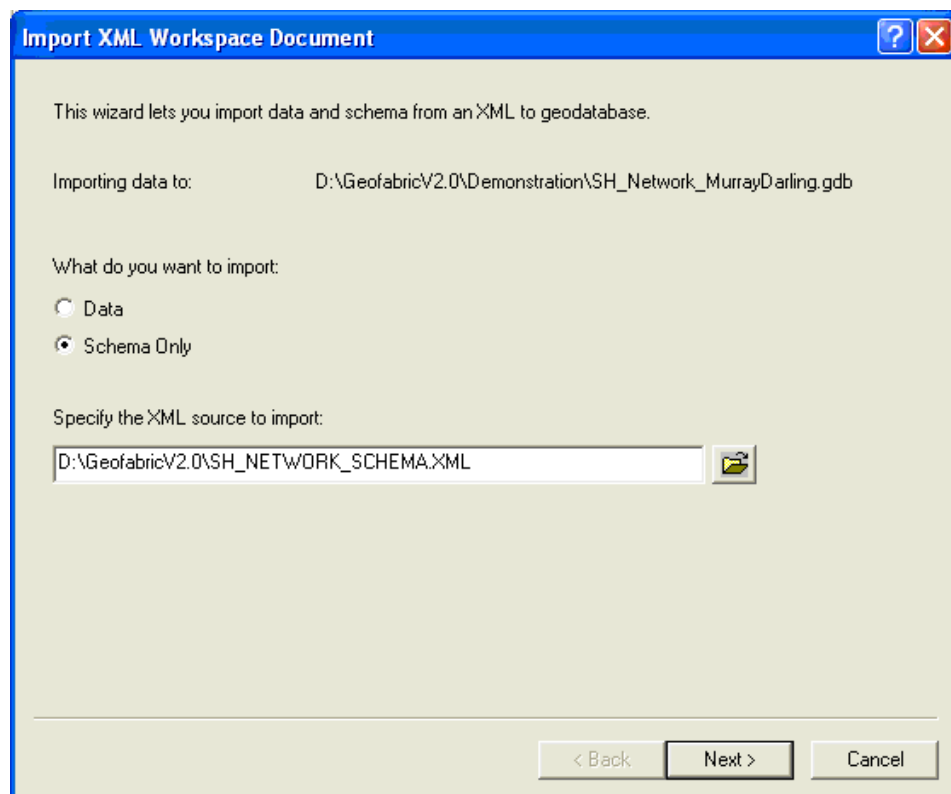 Import XML Workspace Document
This wizard lets you import data and schema from an XML to geodatabase.
Importing data to: D:\GeofabricV2.0\Demonstration\SH_Network_MurrayDarling.gdb
What do you want to import:
Data
Schema Only
Specify the XML source to import:
D:\GeofabricV2.0\SH_NETWORK_SCHEMA.XML
< Back Next > Cancel